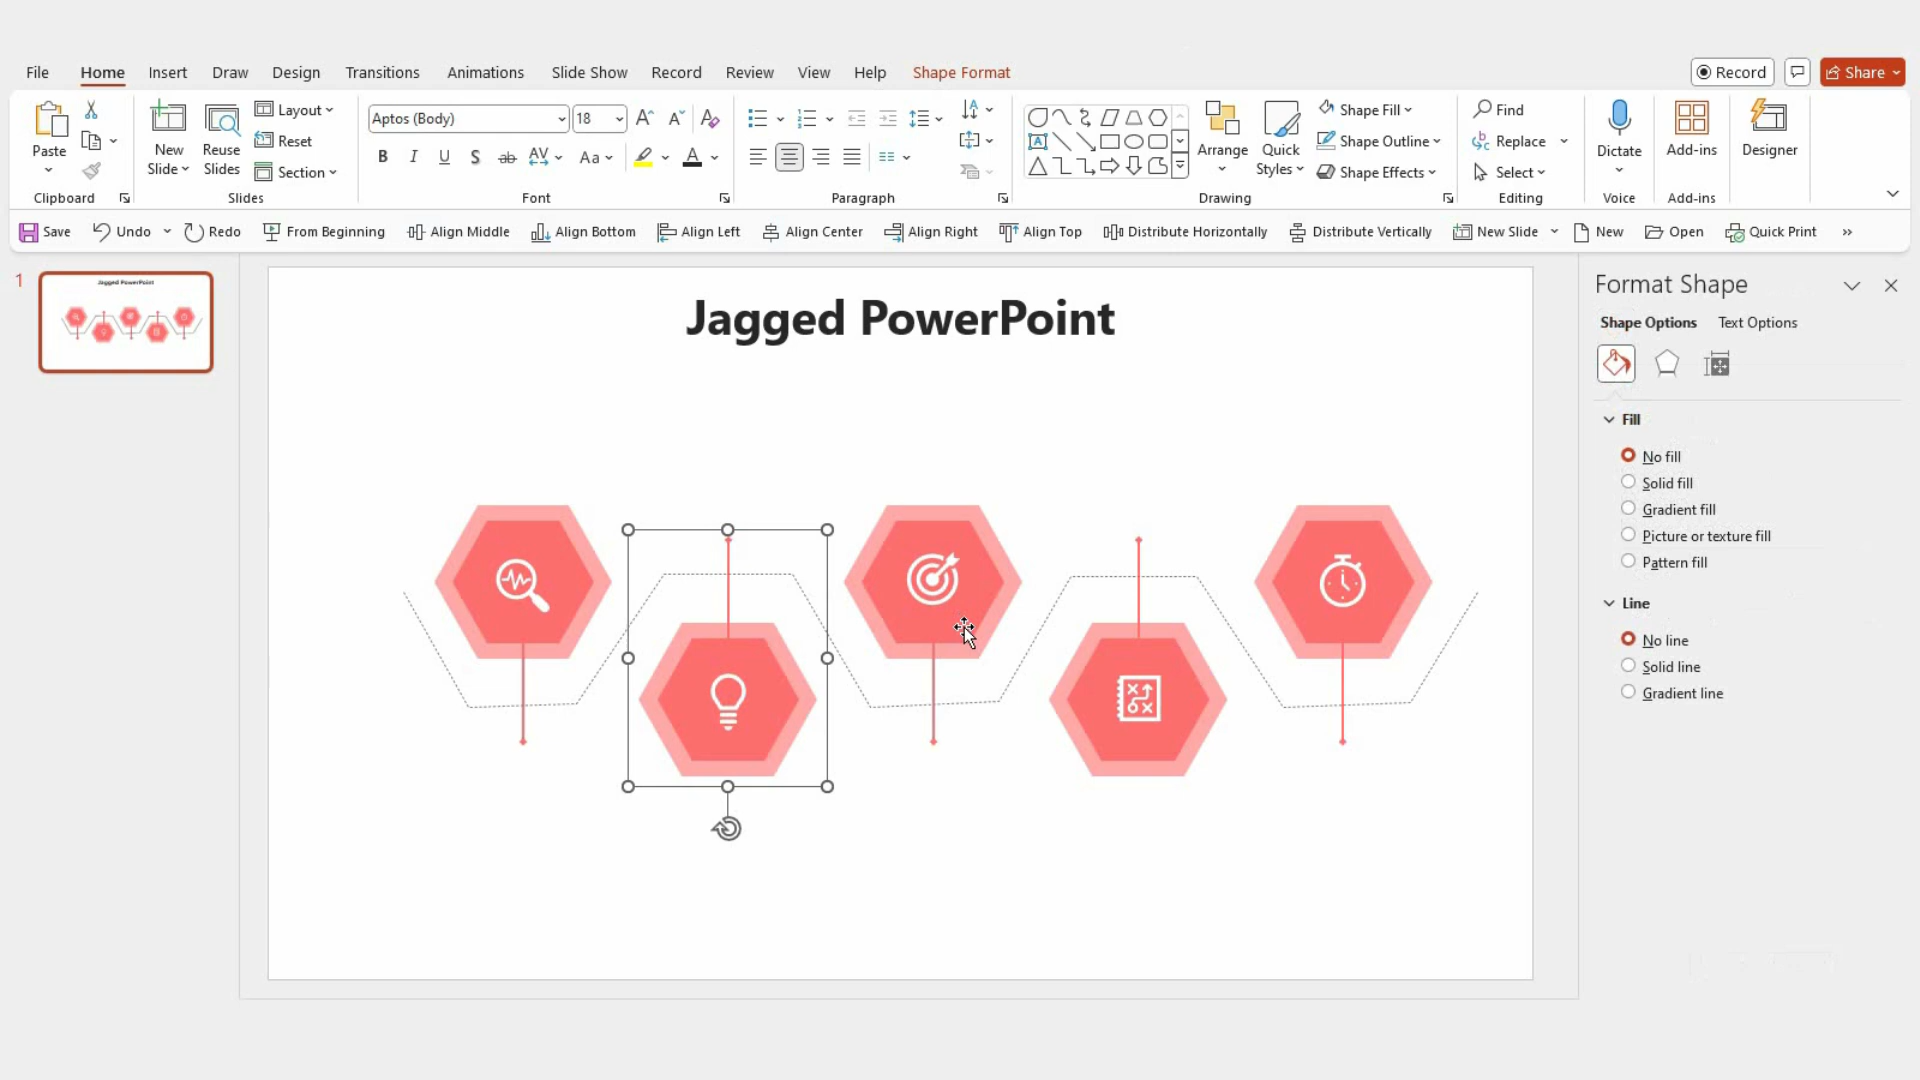 File Home Insert Draw Design Transitions Animations Slide Show Record Review View Help Shape Format Record Share
Paste
Clipboard
New Slide
Reuse Slides
Layout
Reset
Section
Slides
Aptos (Body) 18
B I U S ab AV Aa A
Font
Paragraph
Arrange
Quick Styles
Shape Fill
Shape Outline
Shape Effects
Drawing
Find
Replace
Select
Editing
Dictate
Voice
Add-ins
Add-ins
Designer
Save Undo Redo From Beginning Align Middle Align Bottom Align Left Align Center Align Right Align Top Distribute Horizontally Distribute Vertically New Slide New Open Quick Print »
1
Jagged PowerPoint
Jagged PowerPoint
Format Shape
Shape Options Text Options
Fill
No fill
Solid fill
Gradient fill
Picture or texture fill
Pattern fill
Line
No line
Solid line
Gradient line